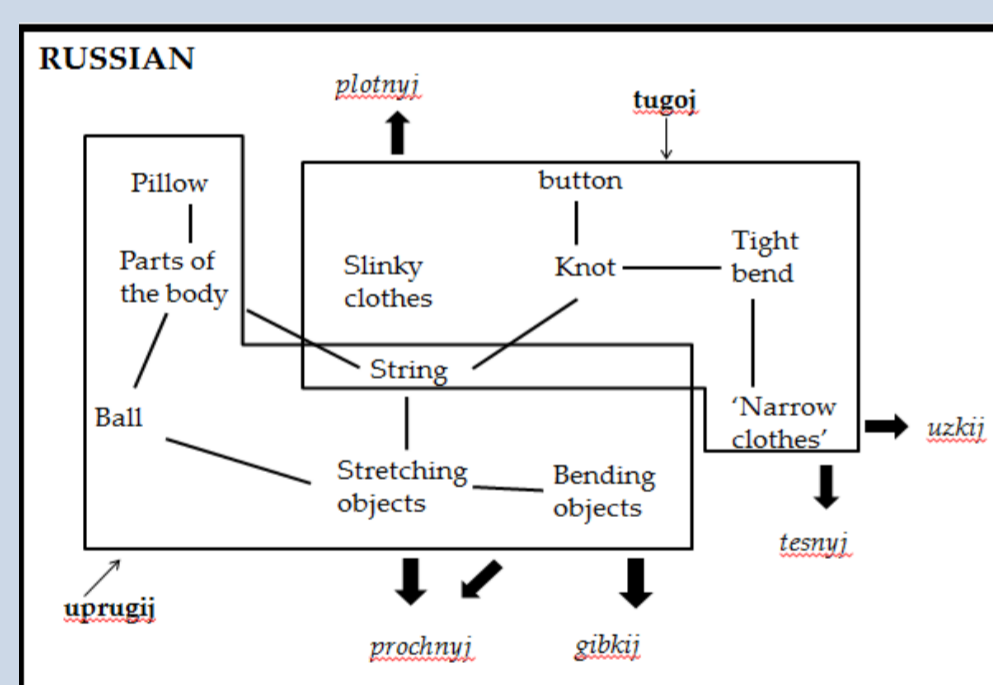 RUSSIAN
plotnyj
tugoj
Pillow
button
Parts of
the body
Slinky
clothes
Knot
Tight
bend
String
Ball
'Narrow
clothes'
uzkij
Stretching
objects
Bending
objects
tesnyj
uprugij
prochnyj
gibkij